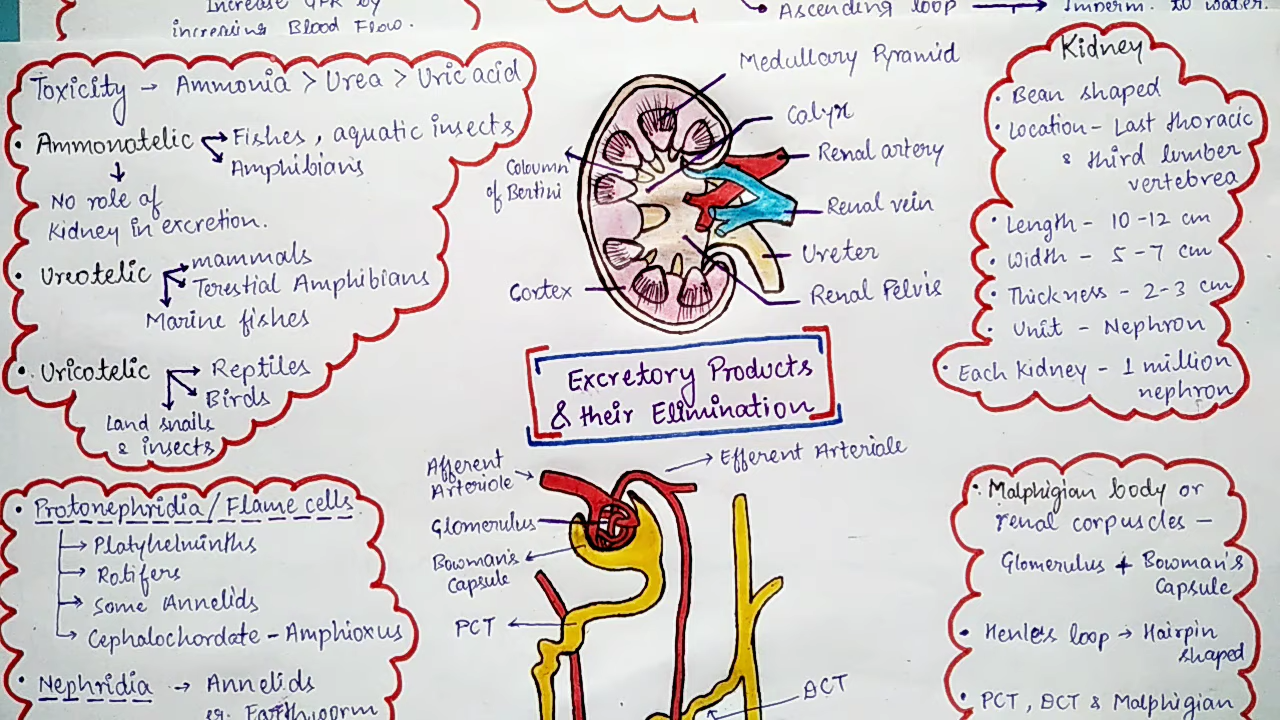 Increase GFR by
increasing Blood Flow.
Ascending loop → Imperm. to water.
Toxicity → Ammonia > Urea > Uric acid
• Ammonotelic → Fishes, aquatic insects
Amphibians
↓
No role of
Kidney in excretion.
• Ureotelic → mammals
Terestial Amphibians
Marine fishes
• Uricotelic → Reptiles
Birds
Land snails
& insects
• Protonephridia/Flame cells
→ Platyhelminths
→ Rotifers
→ Some Annelids
→ Cephalochordate - Amphioxus
• Nephridia → Annelids
eg. Earthworm
Medullary Pyramid
Calyx
Renal artery
Renal vein
Ureter
Renal Pelvis
Coloumn
of Bertini
Cortex
Excretory Products
& their Elimination
Afferent
Arteriole
Efferent Arteriale
Glomerulus
Bowman's
Capsule
PCT
DCT
Kidney
• Bean shaped
• Location - Last thoracic
& third lumber
vertebrea
• Length - 10-12 cm
• Width - 5-7 cm
• Thickness - 2-3 cm
• Unit - Nephron
• Each Kidney - 1 million
nephron
• Malphigian body or
renal corpuscles -
Glomerulus + Bowman's
Capsule
• Henle's loop → Hairpin
shaped
• PCT, DCT & Malphigian